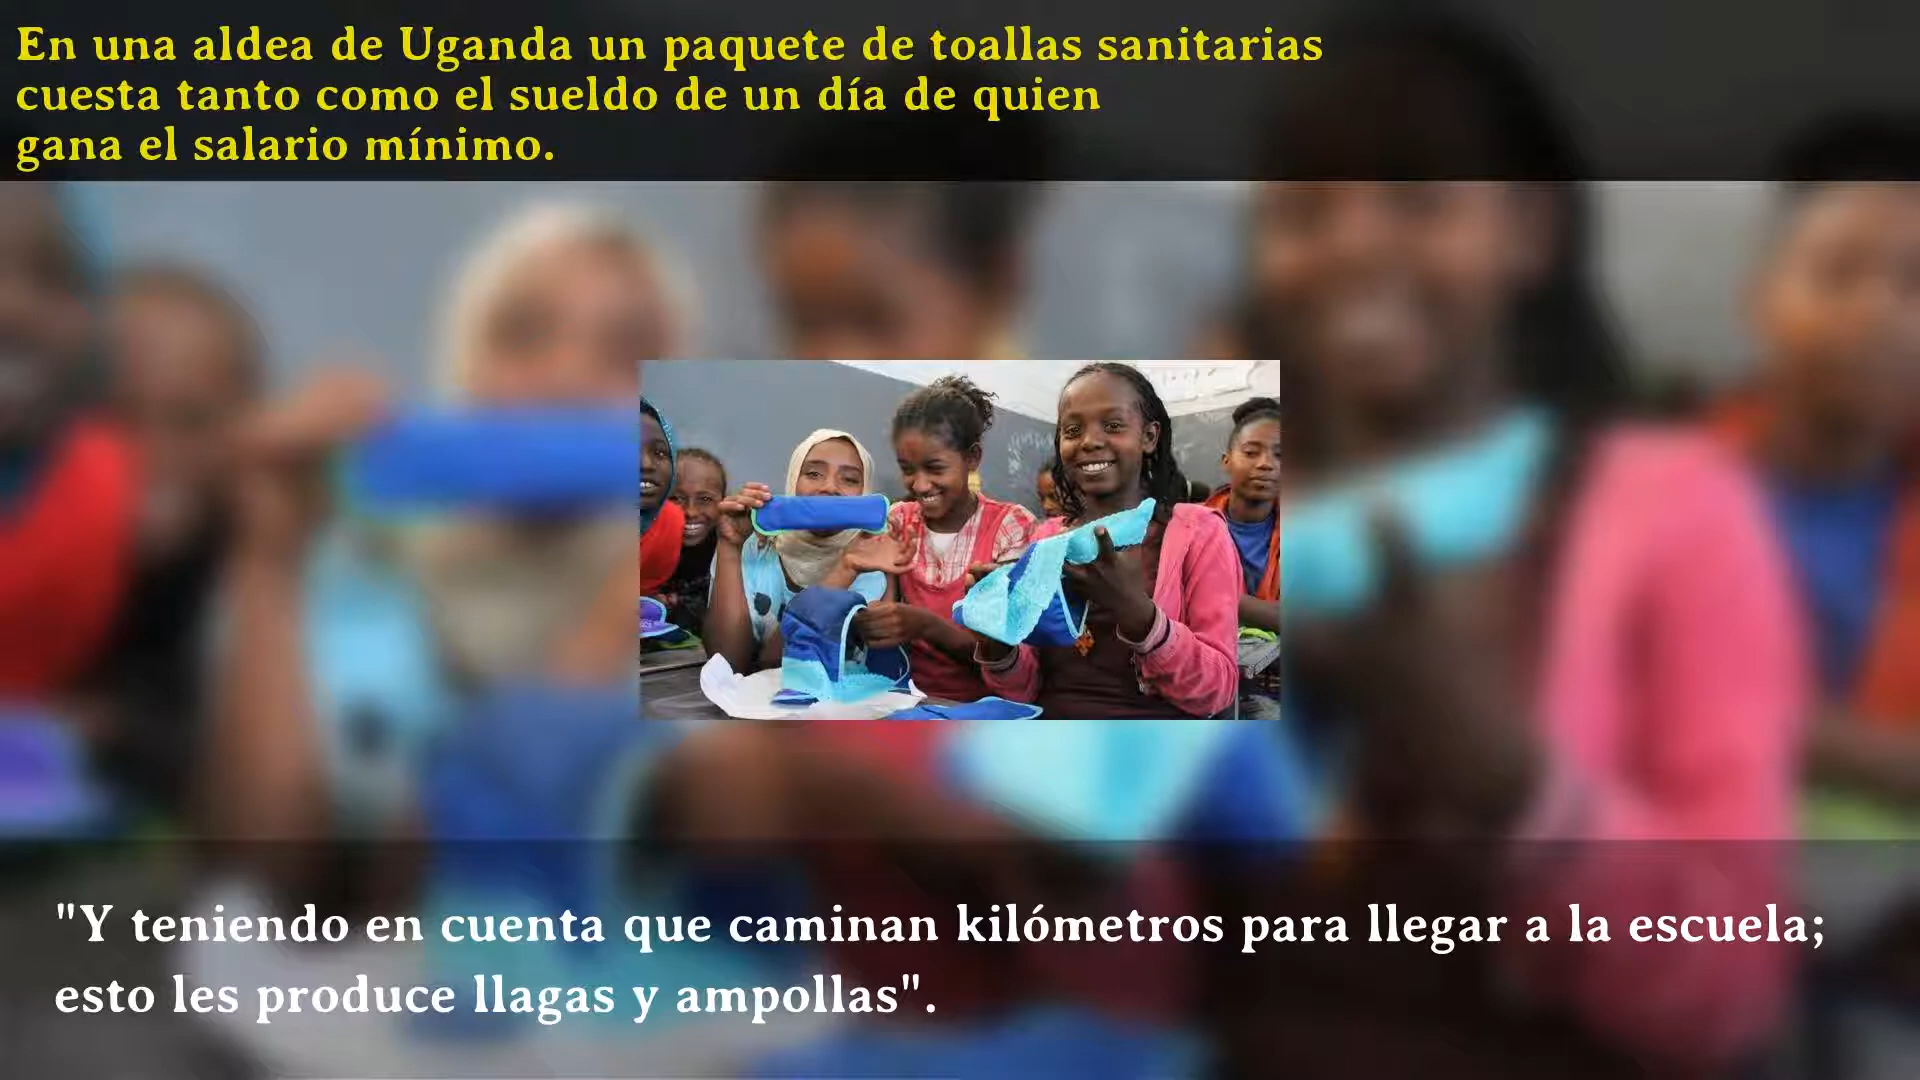 En una aldea de Uganda un paquete de toallas sanitarias
cuesta tanto como el sueldo de un día de quien
gana el salario mínimo.
"Y teniendo en cuenta que caminan kilómetros para llegar a la escuela;
esto les produce llagas y ampollas".